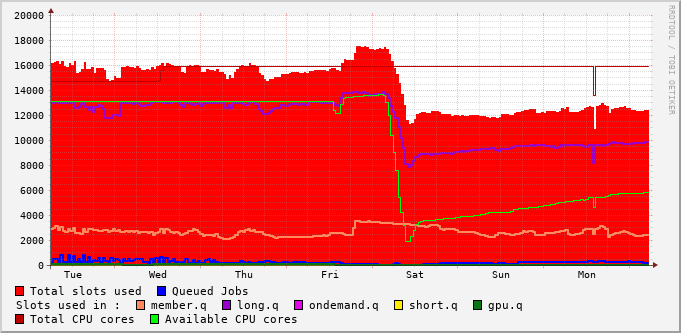 20000
18000
16000
14000
12000
10000
8000
6000
4000
2000
0
Tue Wed Thu Fri Sat Sun Mon
RRDTOOL / TOBI OETIKER
Total slots used Queued Jobs
Slots used in : member.q long.q ondemand.q short.q gpu.q
Total CPU cores Available CPU cores